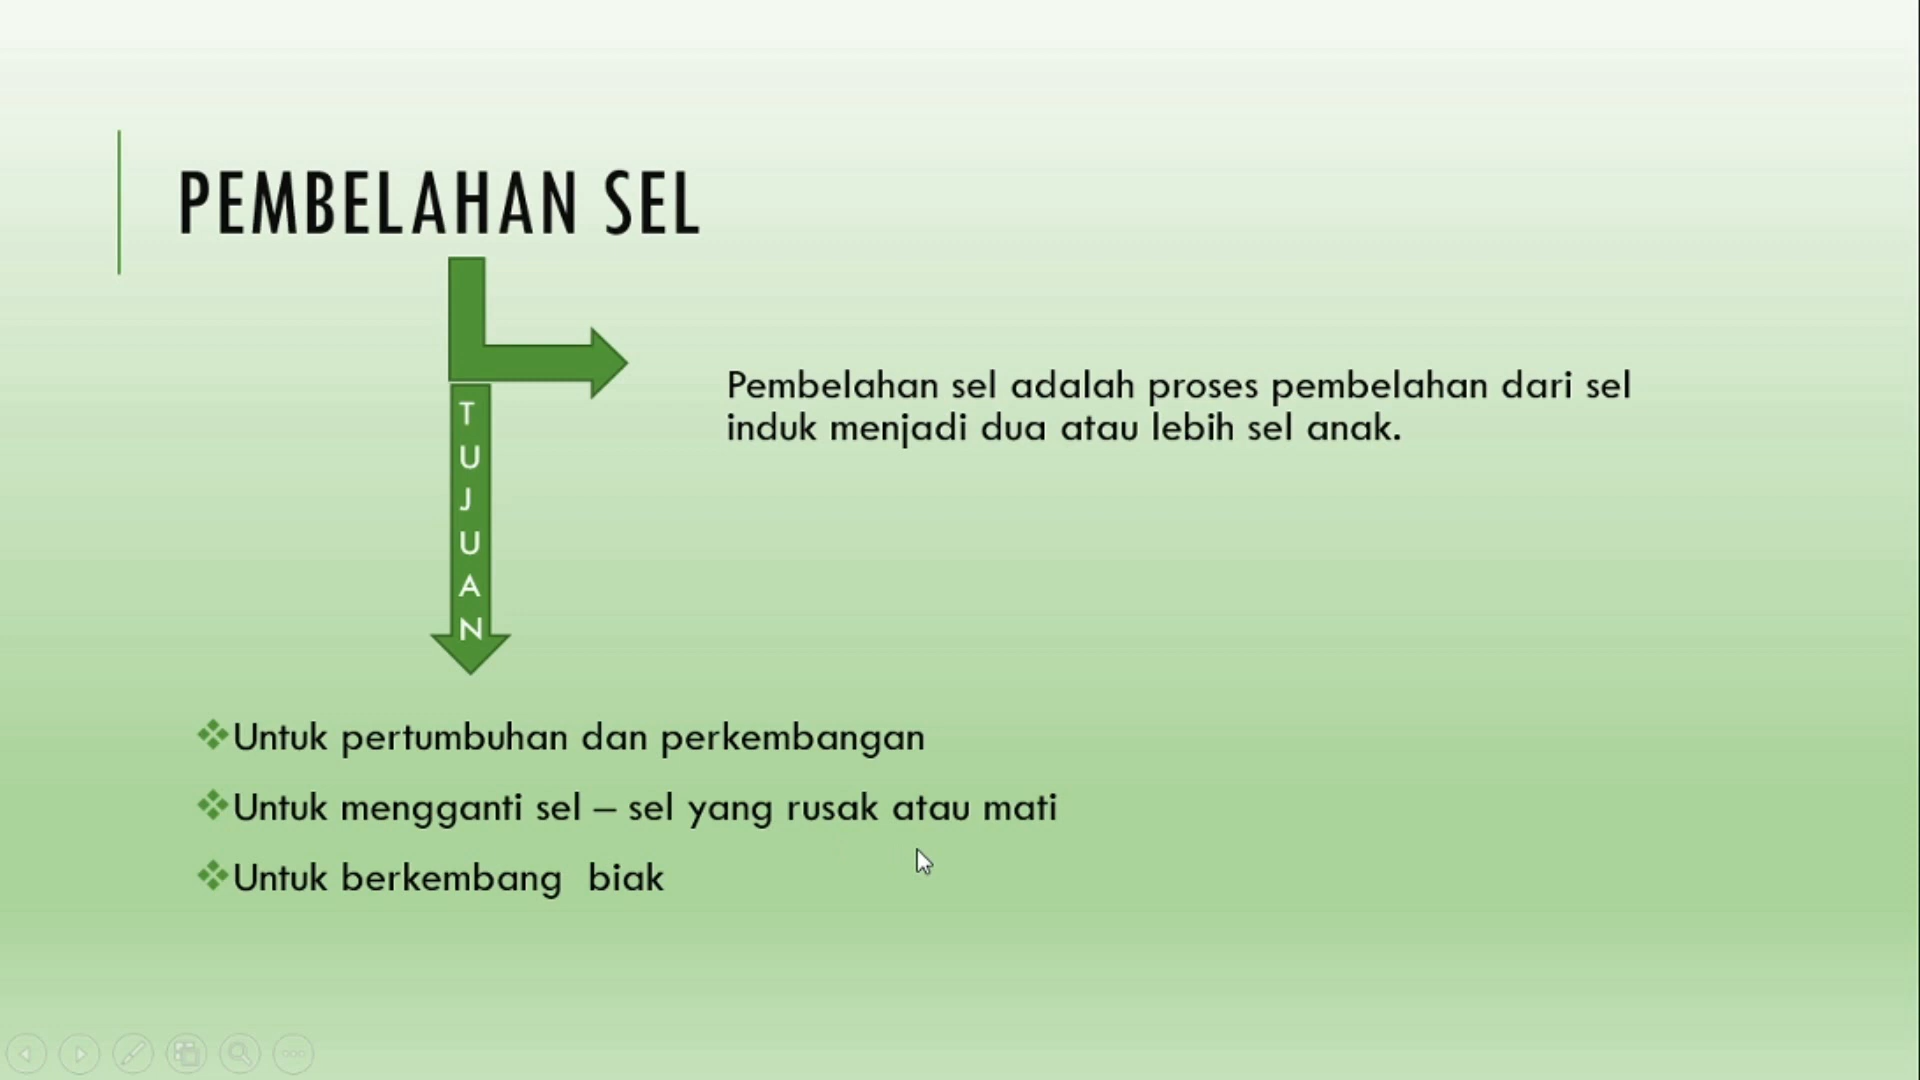 PEMBELAHAN SEL
Pembelahan sel adalah proses pembelahan dari sel
induk menjadi dua atau lebih sel anak.
T
U
J
U
A
N
Untuk pertumbuhan dan perkembangan
Untuk mengganti sel – sel yang rusak atau mati
Untuk berkembang  biak